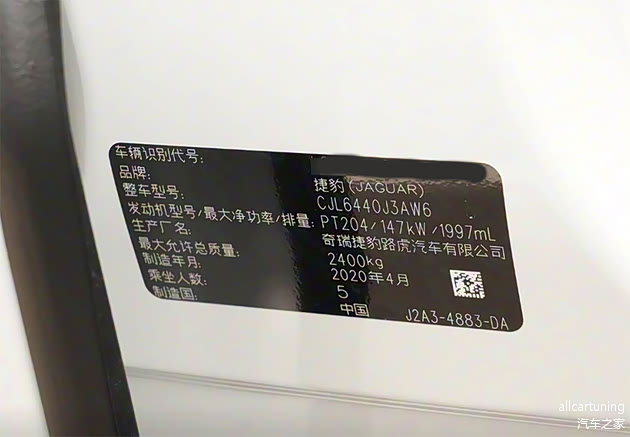 车辆识别代号:
品牌: 捷豹(JAGUAR)
整车型号: CJL6440J3AW6
发动机型号/最大净功率/排量: PT204/147kW/1997mL
生产厂名: 奇瑞捷豹路虎汽车有限公司
最大允许总质量: 2400kg
制造年月: 2020年4月
乘坐人数: 5
制造国: 中国
J2A3-4883-DA
allcartuning
汽车之家